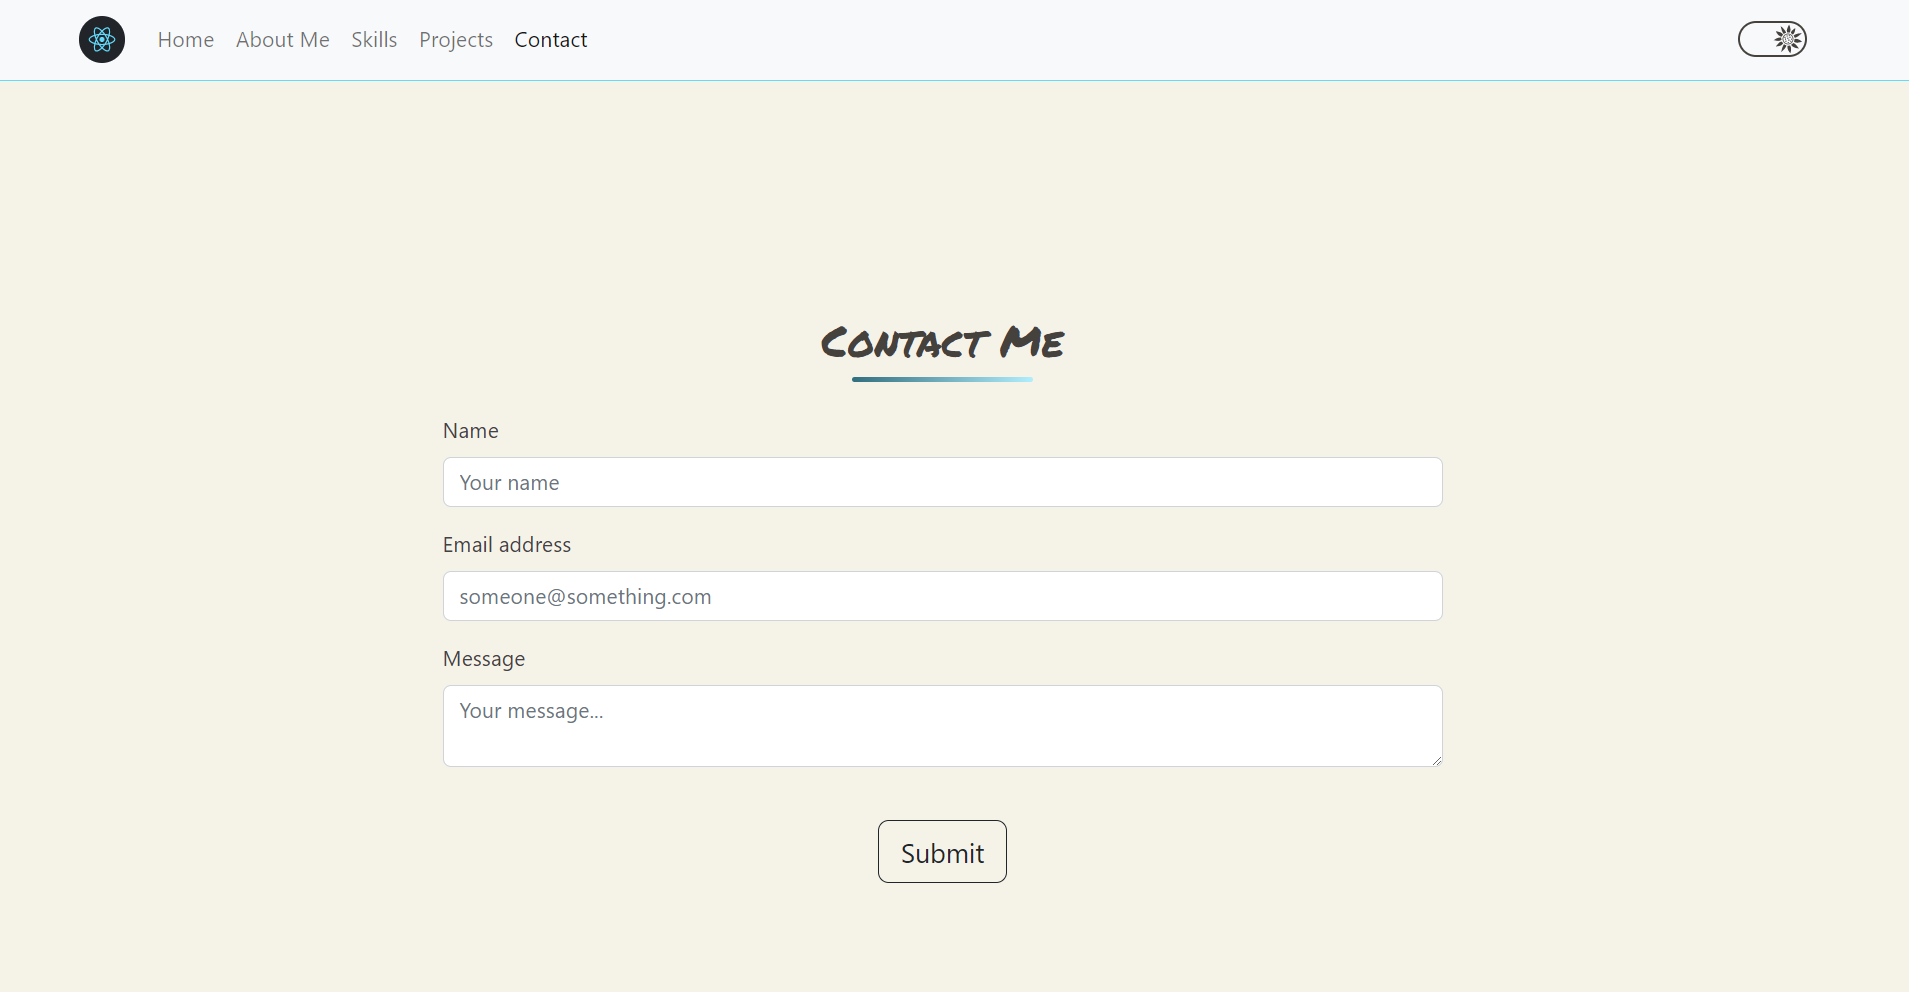 Home About Me Skills Projects Contact
Contact Me
Name
Your name
Email address
someone@something.com
Message
Your message...
Submit